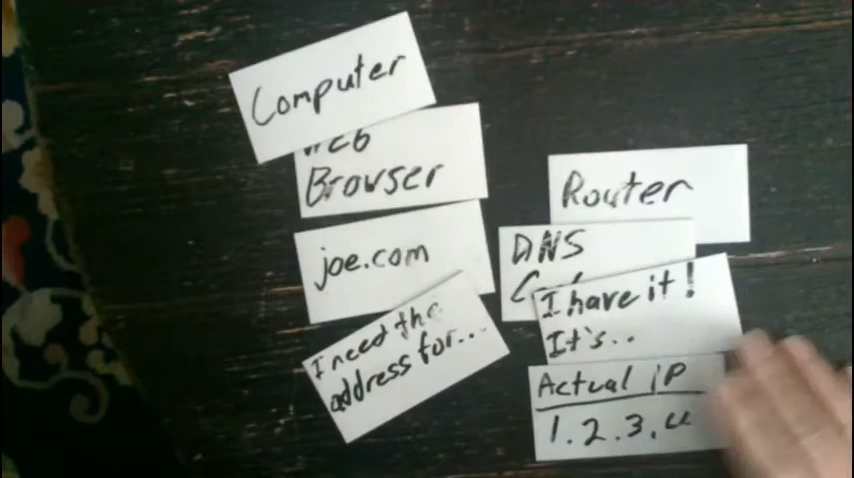 Computer
Web
Browser
joe.com
I need the
address for...
Router
DNS
I have it!
It's..
Actual iP
1.2.3.4